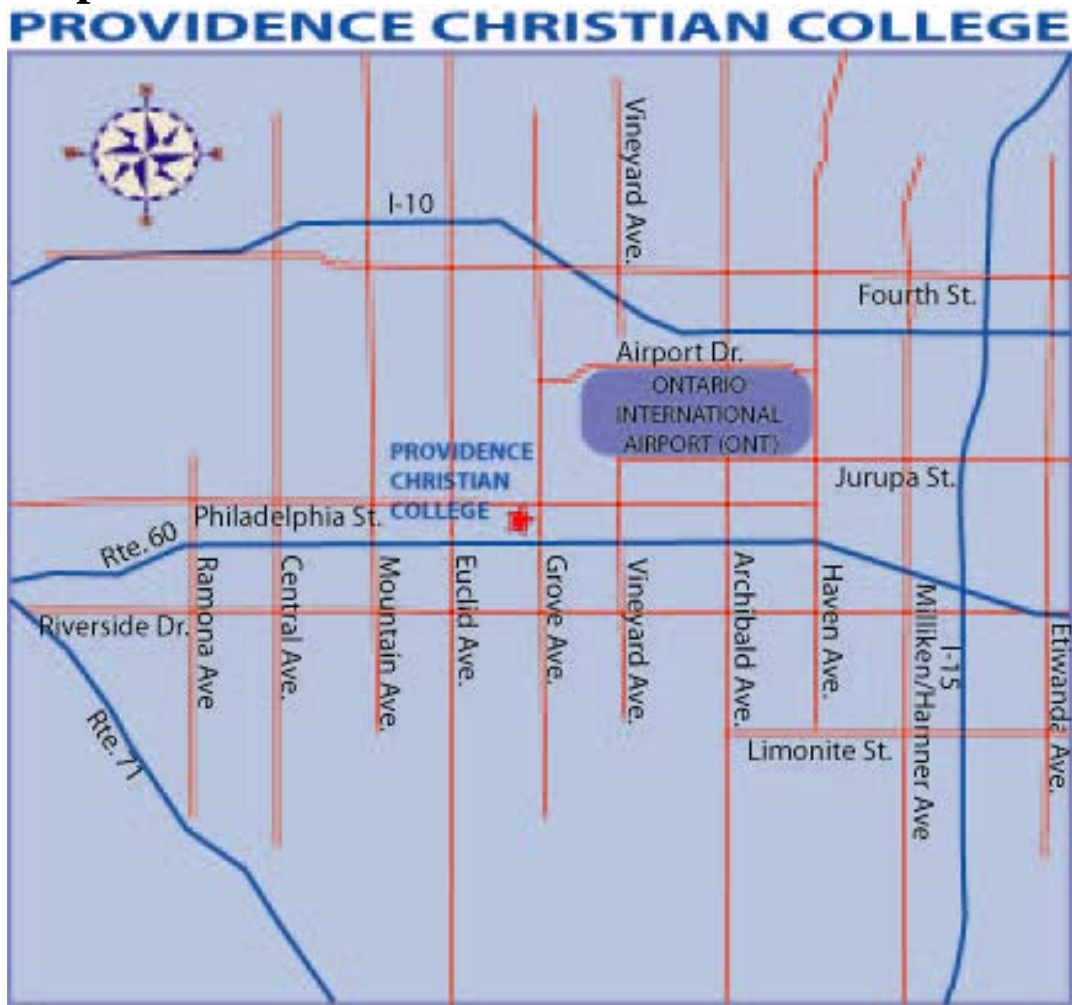 PROVIDENCE CHRISTIAN COLLEGE
Vineyard Ave.
I-10
Fourth St.
Airport Dr.
ONTARIO
INTERNATIONAL
AIRPORT (ONT)
PROVIDENCE
CHRISTIAN
COLLEGE
Jurupa St.
Philadelphia St.
Rte. 60
Ramona Ave
Central Ave.
Mountain Ave.
Euclid Ave.
Grove Ave.
Vineyard Ave.
Archibald Ave.
Haven Ave.
Milliken/Hamner Ave
I-15
Etiwanda Ave.
Riverside Dr.
Rte. 71
Limonite St.